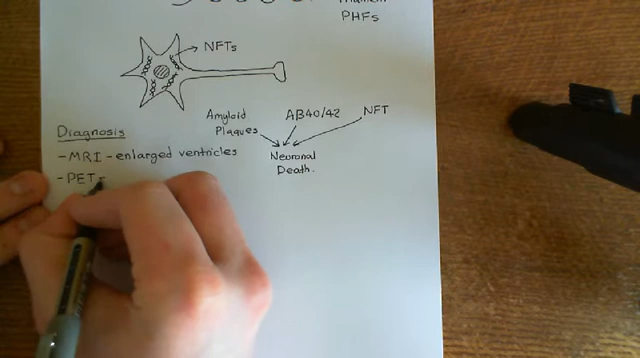 PHFs
NFTs
Amyloid Plaques
AB40/42
NFT
Diagnosis
- MRI - enlarged ventricles
Neuronal Death.
- PET -